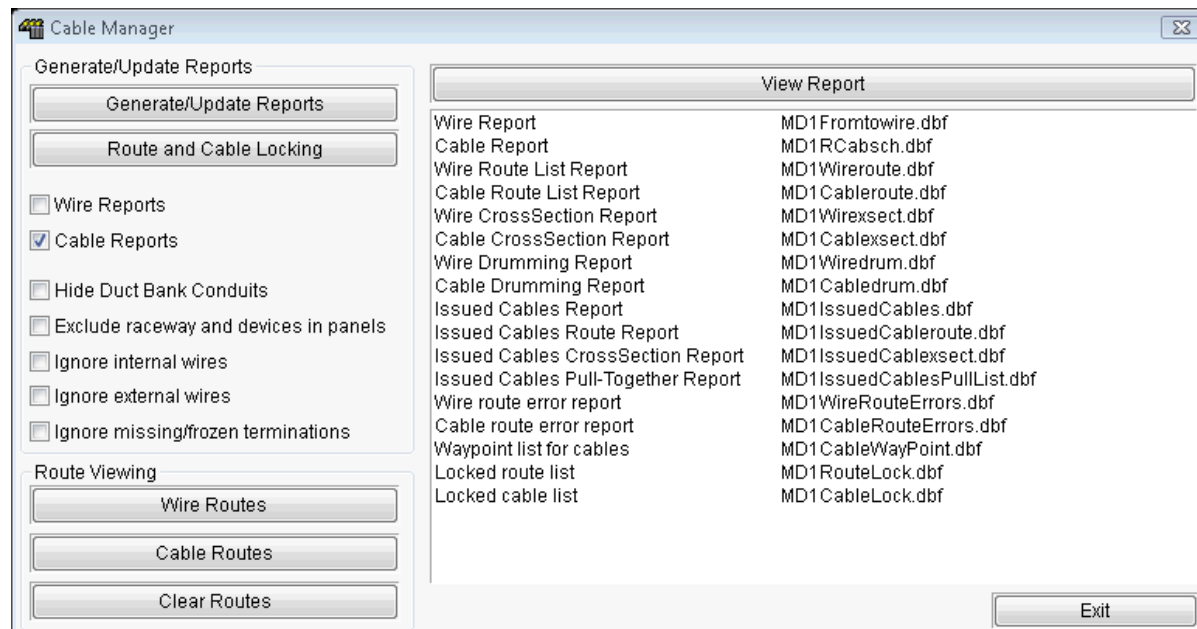 Cable Manager
Generate/Update Reports
Generate/Update Reports
Route and Cable Locking
Wire Reports
Cable Reports
Hide Duct Bank Conduits
Exclude raceway and devices in panels
Ignore internal wires
Ignore external wires
Ignore missing/frozen terminations
Route Viewing
Wire Routes
Cable Routes
Clear Routes
View Report
Wire Report MD1Fromtowire.dbf
Cable Report MD1RCabsch.dbf
Wire Route List Report MD1Wireroute.dbf
Cable Route List Report MD1Cableroute.dbf
Wire CrossSection Report MD1Wirexsect.dbf
Cable CrossSection Report MD1Cablexsect.dbf
Wire Drumming Report MD1Wiredrum.dbf
Cable Drumming Report MD1Cabledrum.dbf
Issued Cables Report MD1IssuedCables.dbf
Issued Cables Route Report MD1IssuedCableroute.dbf
Issued Cables CrossSection Report MD1IssuedCablexsect.dbf
Issued Cables Pull-Together Report MD1IssuedCablesPullList.dbf
Wire route error report MD1WireRouteErrors.dbf
Cable route error report MD1CableRouteErrors.dbf
Waypoint list for cables MD1CableWayPoint.dbf
Locked route list MD1RouteLock.dbf
Locked cable list MD1CableLock.dbf
Exit